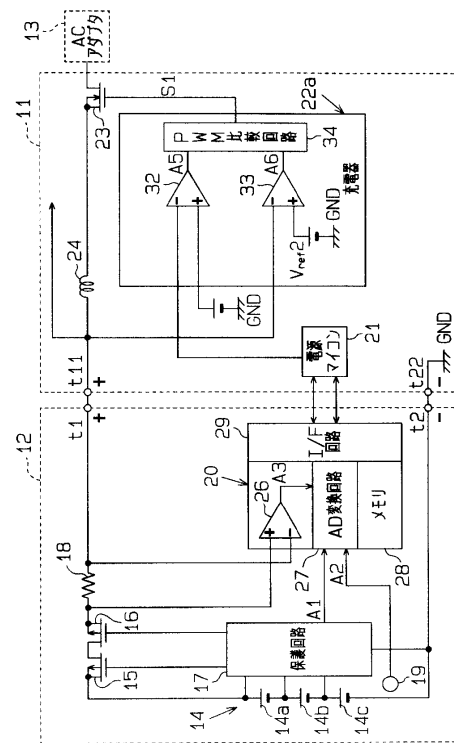 13
AC
アダプタ
11
S1
23
22a
PWM比較回路
34
A5
A6
32
33
-
+
-
+
充電器
GND
Vref2
GND
24
t11
+
電源
マイコン
21
t22
-
GND
12
t1
+
t2
-
29
I/F
回路
20
26
+
-
A3
AD変換回路
メモリ
27
28
A1
A2
18
16
15
17
保護回路
14
14a
14b
14c
19